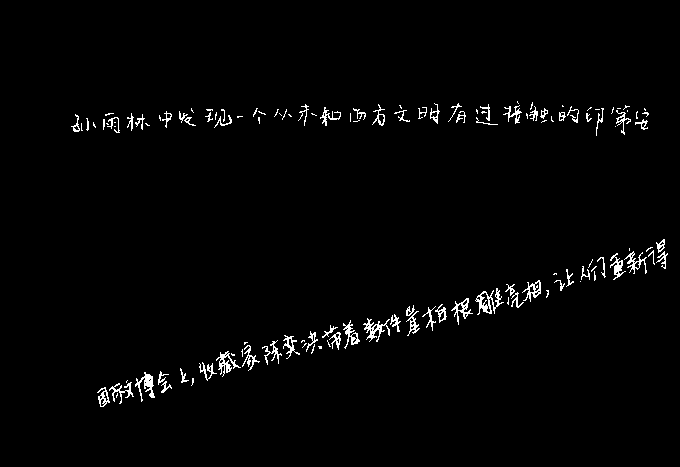 孙雨林中发现一个从未和西方文明有过接触的印第安
国际文博会上,收藏家陈奕洪带着数件崖柏根雕亮相,让人们重新得